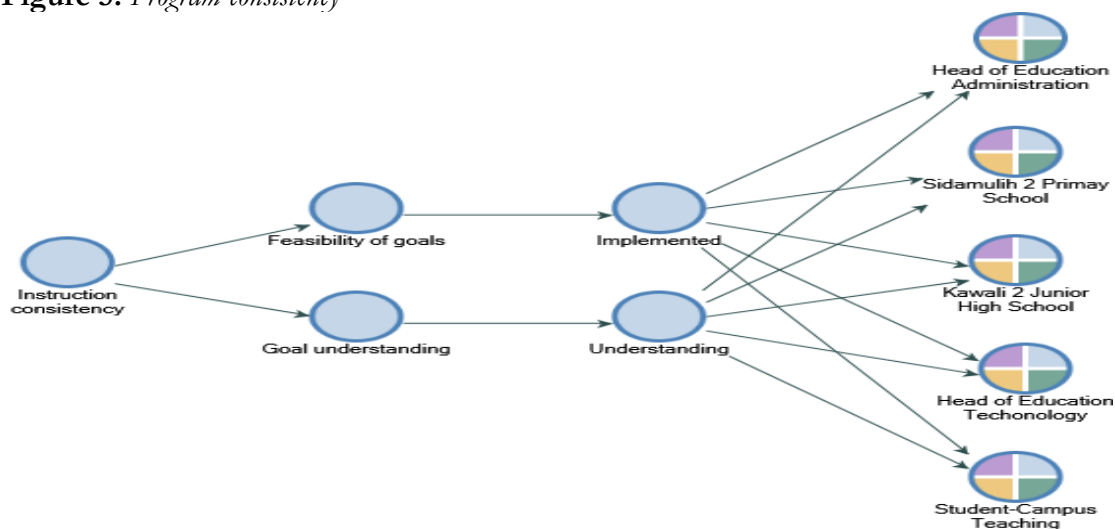 Figure 3. Program consistency
Head of Education
Administration
Sidamulih 2 Primay
School
Feasibility of goals
Implemented
Instruction
consistency
Kawali 2 Junior
High School
Goal understanding
Understanding
Head of Education
Techonology
Student-Campus
Teaching